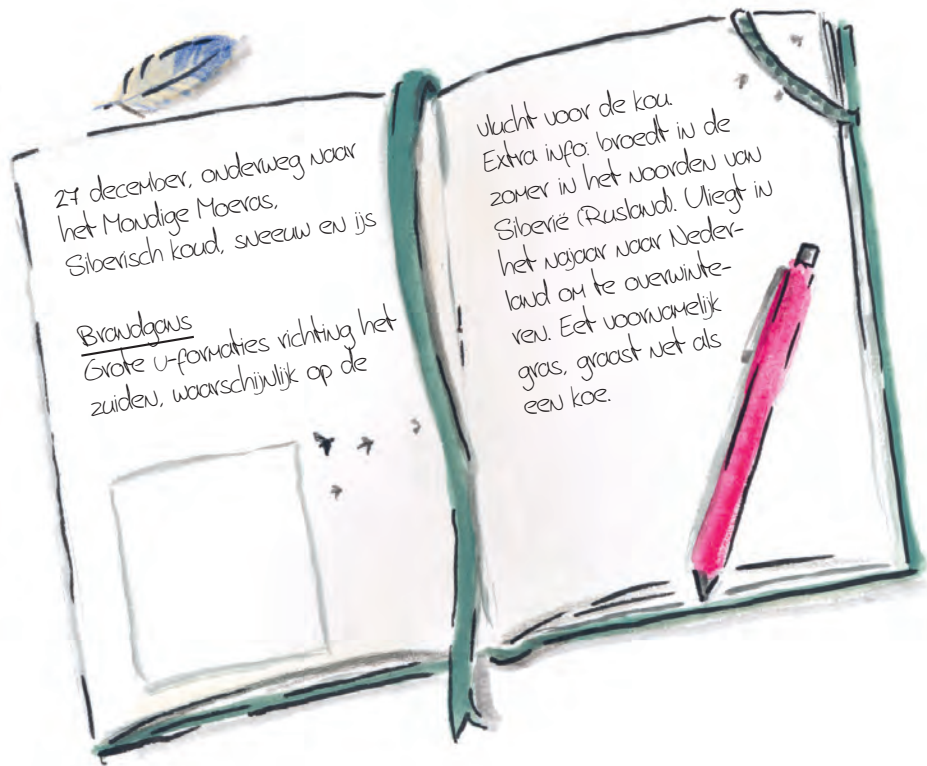 27 december, onderweg naar
het Mondige Moeras,
Siberisch koud, sneeuw en ijs
Brandgans
Grote v-formaties richting het
zuiden, waarschijnlijk op de
vlucht voor de kou.
Extra info: broedt in de
zomer in het noorden van
Siberië (Rusland). Vliegt in
het najaar naar Neder-
land om te overwinte-
ren. Eet voornamelijk
gras, graast net als
een koe.